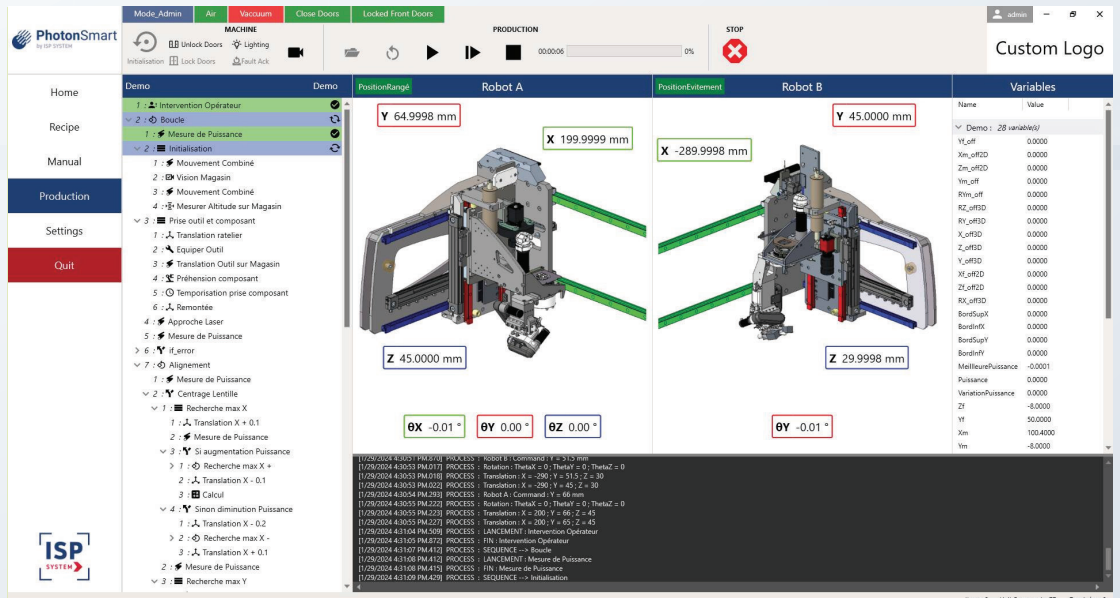 Mode_Admin Air Vaccuum Close Doors Locked Front Doors admin
PhotonSmart
by ISP SYSTEM
MACHINE
Initialisation
Unlock Doors Lighting
Lock Doors Fault Ack
PRODUCTION
00:00:06 0%
STOP
Custom Logo
Home
Recipe
Manual
Production
Settings
Quit
ISP
SYSTEM
Demo Demo
1 : Intervention Opérateur
2 : Boucle
1 : Mesure de Puissance
2 : Initialisation
1 : Mouvement Combiné
2 : Vision Magasin
3 : Mouvement Combiné
4 : Mesurer Altitude sur Magasin
3 : Prise outil et composant
1 : Translation ratelier
2 : Equiper Outil
3 : Translation Outil sur Magasin
4 : Préhension composant
5 : Temporisation prise composant
6 : Remontée
4 : Approche Laser
5 : Mesure de Puissance
6 : if_error
7 : Alignement
1 : Mesure de Puissance
2 : Centrage Lentille
1 : Recherche max X
1 : Translation X + 0.1
2 : Mesure de Puissance
3 : Si augmentation Puissance
1 : Recherche max X +
2 : Translation X - 0.1
3 : Calcul
4 : Sinon diminution Puissance
1 : Translation X - 0.2
2 : Recherche max X -
3 : Translation X + 0.1
2 : Mesure de Puissance
3 : Recherche max Y
PositionRangé Robot A
Y 64.9998 mm
X 199.9999 mm
Z 45.0000 mm
θX -0.01 ° θY 0.00 ° θZ 0.00 °
PositionEvitement Robot B
Y 45.0000 mm
X -289.9998 mm
Z 29.9998 mm
θY -0.01 °
Variables
Name Value
Demo : 28 variable(s)
Yf_off 0.0000
Xm_off2D 0.0000
Zm_off2D 0.0000
Ym_off 0.0000
RYm_off 0.0000
RZ_off3D 0.0000
RY_off3D 0.0000
X_off3D 0.0000
Z_off3D 0.0000
Y_off3D 0.0000
Xf_off2D 0.0000
Zf_off2D 0.0000
RX_off3D 0.0000
BordSupX 0.0000
BordInfX 0.0000
BordSupY 0.0000
BordInfY 0.0000
MeilleurePuissance -0.0001
Puissance 0.0000
VariationPuissance 0.0000
Zf -8.0000
Yf 50.0000
Xm 100.4000
Ym -8.0000
[1/29/2024 4:30:51 PM.870] PROCESS : Robot B : Command : Y = 51.5 mm
[1/29/2024 4:30:53 PM.017] PROCESS : Rotation : ThetaX = 0 ; ThetaY = 0 ; ThetaZ = 0
[1/29/2024 4:30:53 PM.018] PROCESS : Translation : X = -290 ; Y = 51.5 ; Z = 30
[1/29/2024 4:30:53 PM.022] PROCESS : Translation : X = -290 ; Y = 45 ; Z = 30
[1/29/2024 4:30:54 PM.293] PROCESS : Robot A : Command : Y = 66 mm
[1/29/2024 4:30:55 PM.220] PROCESS : Rotation : ThetaX = 0 ; ThetaY = 0 ; ThetaZ = 0
[1/29/2024 4:30:55 PM.223] PROCESS : Translation : X = 200 ; Y = 66 ; Z = 45
[1/29/2024 4:30:55 PM.227] PROCESS : Translation : X = 200 ; Y = 65 ; Z = 45
[1/29/2024 4:31:04 PM.509] PROCESS : LANCEMENT : Intervention Opérateur
[1/29/2024 4:31:05 PM.872] PROCESS : FIN : Intervention Opérateur
[1/29/2024 4:31:07 PM.412] PROCESS : SEQUENCE --> Boucle
[1/29/2024 4:31:08 PM.412] PROCESS : LANCEMENT : Mesure de Puissance
[1/29/2024 4:31:08 PM.415] PROCESS : FIN : Mesure de Puissance
[1/29/2024 4:31:09 PM.429] PROCESS : SEQUENCE --> Initialisation